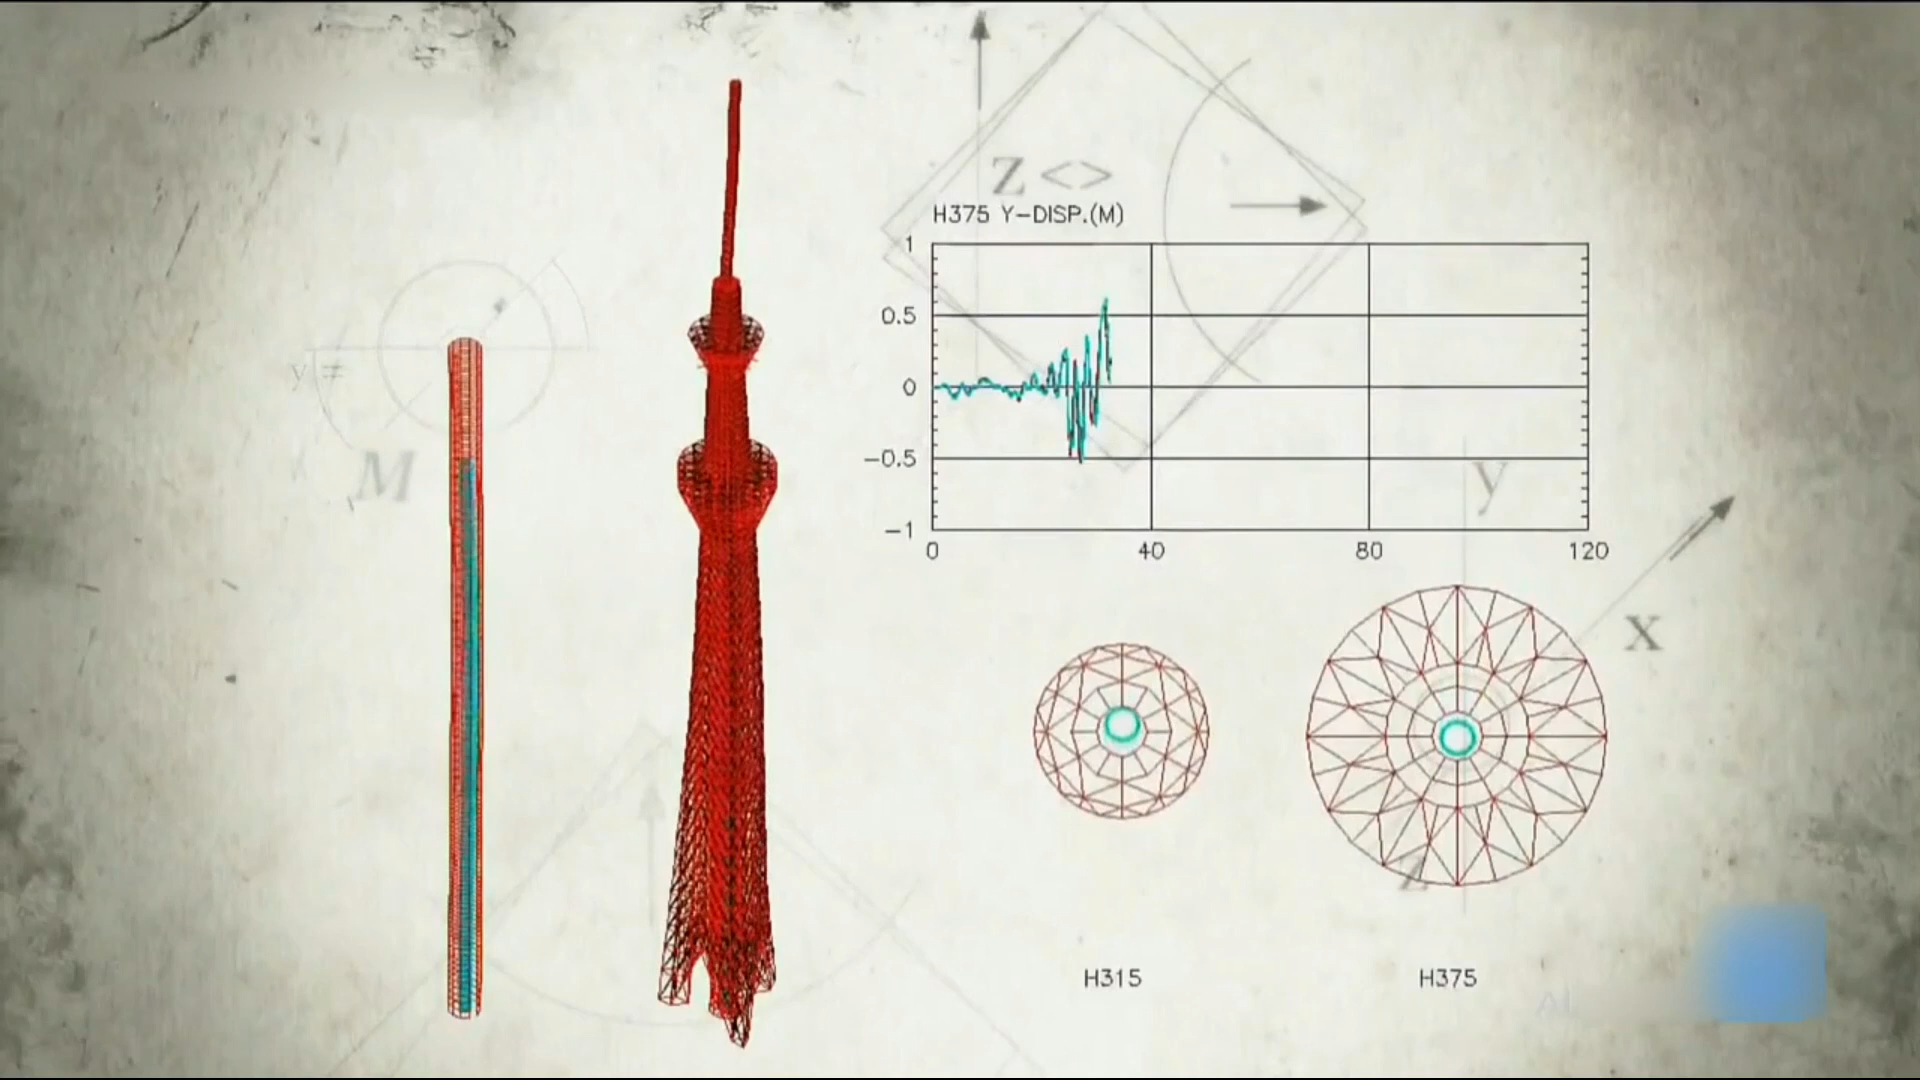 Z <>
H375 Y-DISP.(M)
1
0.5
0
-0.5
-1
0 40 80 120
y =
M
y
x
z
H315 H375